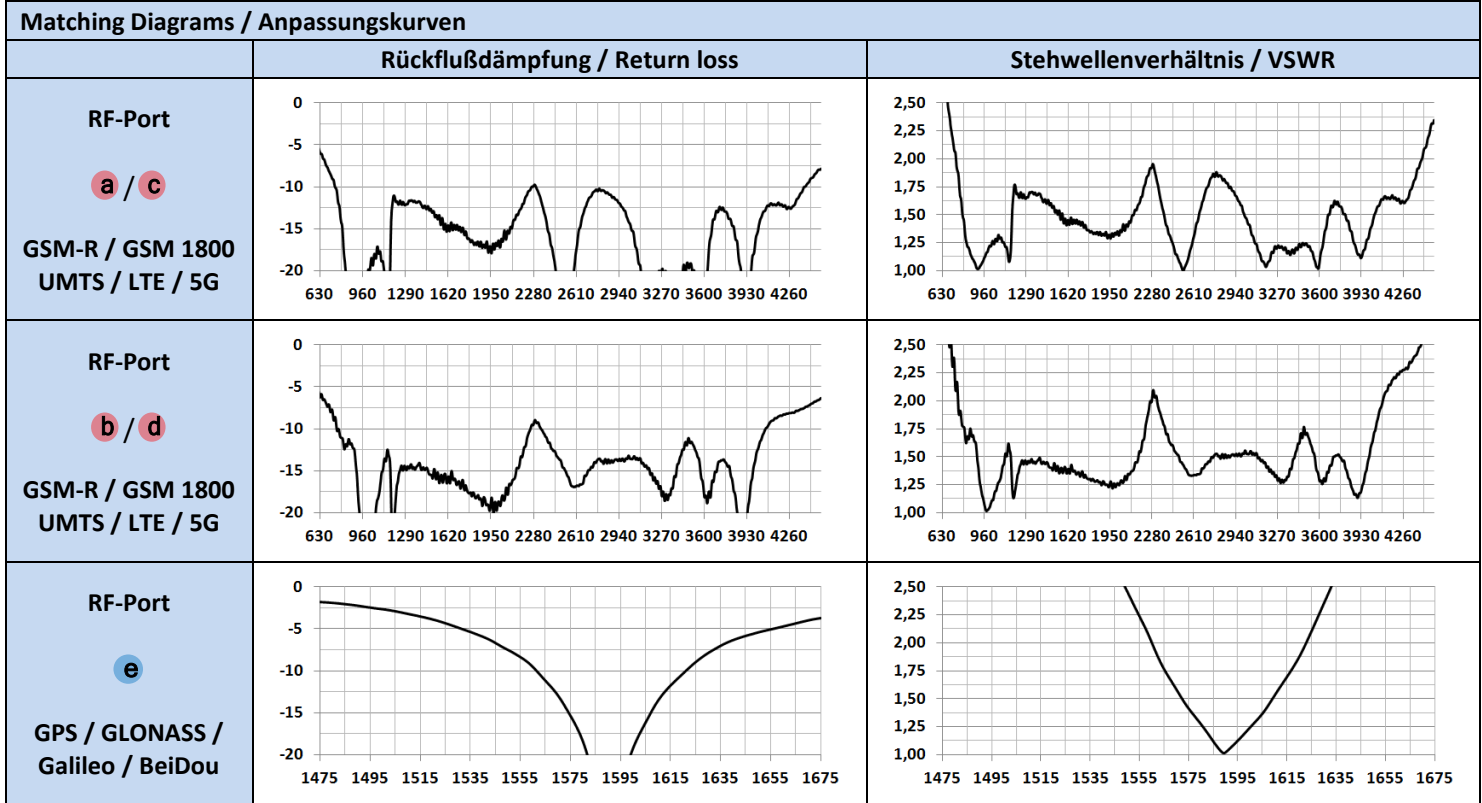 Matching Diagrams / Anpassungskurven
Rückflußdämpfung / Return loss
Stehwellenverhältnis / VSWR
RF-Port
a / c
GSM-R / GSM 1800
UMTS / LTE / 5G
0
-5
-10
-15
-20
630 960 1290 1620 1950 2280 2610 2940 3270 3600 3930 4260
2,50
2,25
2,00
1,75
1,50
1,25
1,00
630 960 1290 1620 1950 2280 2610 2940 3270 3600 3930 4260
RF-Port
b / d
GSM-R / GSM 1800
UMTS / LTE / 5G
0
-5
-10
-15
-20
630 960 1290 1620 1950 2280 2610 2940 3270 3600 3930 4260
2,50
2,25
2,00
1,75
1,50
1,25
1,00
630 960 1290 1620 1950 2280 2610 2940 3270 3600 3930 4260
RF-Port
e
GPS / GLONASS /
Galileo / BeiDou
0
-5
-10
-15
-20
1475 1495 1515 1535 1555 1575 1595 1615 1635 1655 1675
2,50
2,25
2,00
1,75
1,50
1,25
1,00
1475 1495 1515 1535 1555 1575 1595 1615 1635 1655 1675